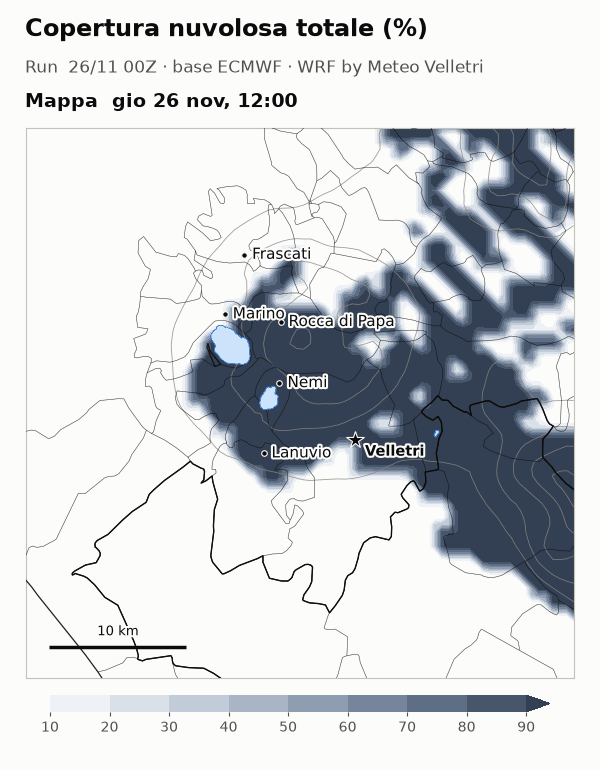 Copertura nuvolosa totale (%)
Run  26/11 00Z · base ECMWF · WRF by Meteo Velletri
Mappa  gio 26 nov, 12:00
Frascati
Marino
Rocca di Papa
Nemi
Velletri
Lanuvio
10 km
10 20 30 40 50 60 70 80 90